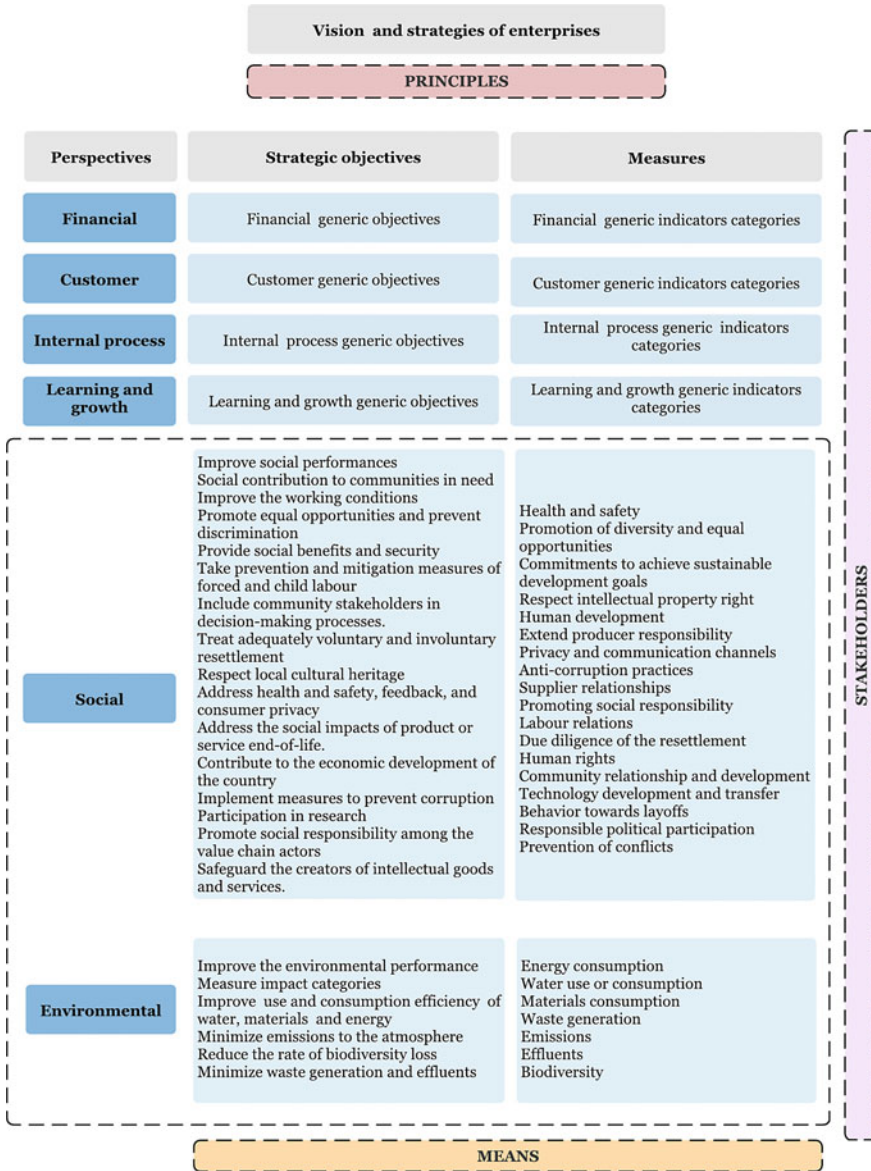 Vision and strategies of enterprises
PRINCIPLES
Perspectives
Strategic objectives
Measures
Financial
Financial generic objectives
Financial generic indicators categories
Customer
Customer generic objectives
Customer generic indicators categories
Internal process
Internal process generic objectives
Internal process generic indicators
categories
Learning and
growth
Learning and growth generic objectives
Learning and growth generic indicators
categories
Social
Improve social performances
Social contribution to communities in need
Improve the working conditions
Promote equal opportunities and prevent
discrimination
Provide social benefits and security
Take prevention and mitigation measures of
forced and child labour
Include community stakeholders in
decision-making processes.
Treat adequately voluntary and involuntary
resettlement
Respect local cultural heritage
Address health and safety, feedback, and
consumer privacy
Address the social impacts of product or
service end-of-life.
Contribute to the economic development of
the country
Implement measures to prevent corruption
Participation in research
Promote social responsibility among the
value chain actors
Safeguard the creators of intellectual goods
and services.
Health and safety
Promotion of diversity and equal
opportunities
Commitments to achieve sustainable
development goals
Respect intellectual property right
Human development
Extend producer responsibility
Privacy and communication channels
Anti-corruption practices
Supplier relationships
Promoting social responsibility
Labour relations
Due diligence of the resettlement
Human rights
Community relationship and development
Technology development and transfer
Behavior towards layoffs
Responsible political participation
Prevention of conflicts
Environmental
Improve the environmental performance
Measure impact categories
Improve use and consumption efficiency of
water, materials and energy
Minimize emissions to the atmosphere
Reduce the rate of biodiversity loss
Minimize waste generation and effluents
Energy consumption
Water use or consumption
Materials consumption
Waste generation
Emissions
Effluents
Biodiversity
STAKEHOLDERS
MEANS